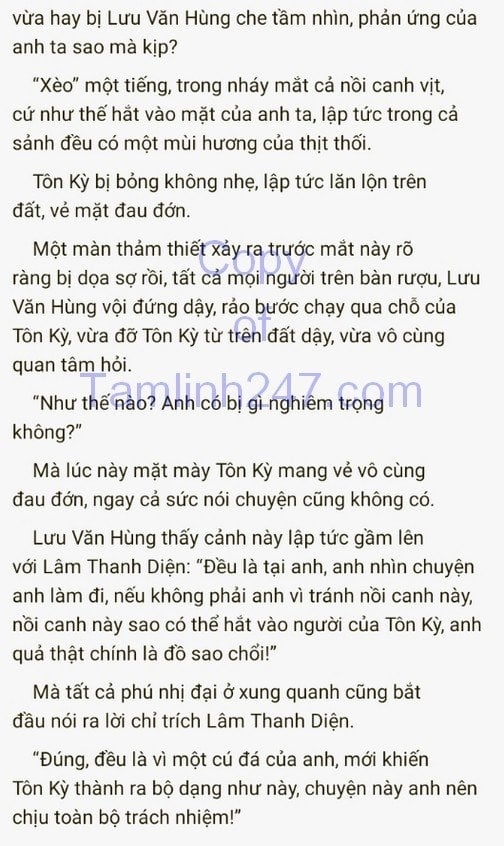 vừa hay bị Lưu Văn Hùng che tầm nhìn, phản ứng của
anh ta sao mà kịp?
“Xèo” một tiếng, trong nháy mắt cả nồi canh vịt,
cứ như thế hắt vào mặt của anh ta, lập tức trong cả
sảnh đều có một mùi hương của thịt thối.
Tôn Kỳ bị bỏng không nhẹ, lập tức lăn lộn trên
đất, vẻ mặt đau đớn.
Một màn thảm thiết xảy ra trước mắt này rõ
ràng bị dọa sợ rồi, tất cả mọi người trên bàn rượu, Lưu
Văn Hùng vội đứng dậy, rảo bước chạy qua chỗ của
Tôn Kỳ, vừa đỡ Tôn Kỳ từ trên đất dậy, vừa vô cùng
quan tâm hỏi.
“Như thế nào? Anh có bị gì nghiêm trọng
không?”
Mà lúc này mặt mày Tôn Kỳ mang vẻ vô cùng
đau đớn, ngay cả sức nói chuyện cũng không có.
Lưu Văn Hùng thấy cảnh này lập tức gầm lên
với Lâm Thanh Diện: “Đều là tại anh, anh nhìn chuyện
anh làm đi, nếu không phải anh vì tránh nồi canh này,
nồi canh này sao có thể hắt vào người của Tôn Kỳ, anh
quả thật chính là đồ sao chổi!”
Mà tất cả phú nhị đại ở xung quanh cũng bắt
đầu nói ra lời chỉ trích Lâm Thanh Diện.
“Đúng, đều là vì một cú đá của anh, mới khiến
Tôn Kỳ thành ra bộ dạng như này, chuyện này anh nên
chịu toàn bộ trách nhiệm!”
Copy
of
Tamlinh247.com